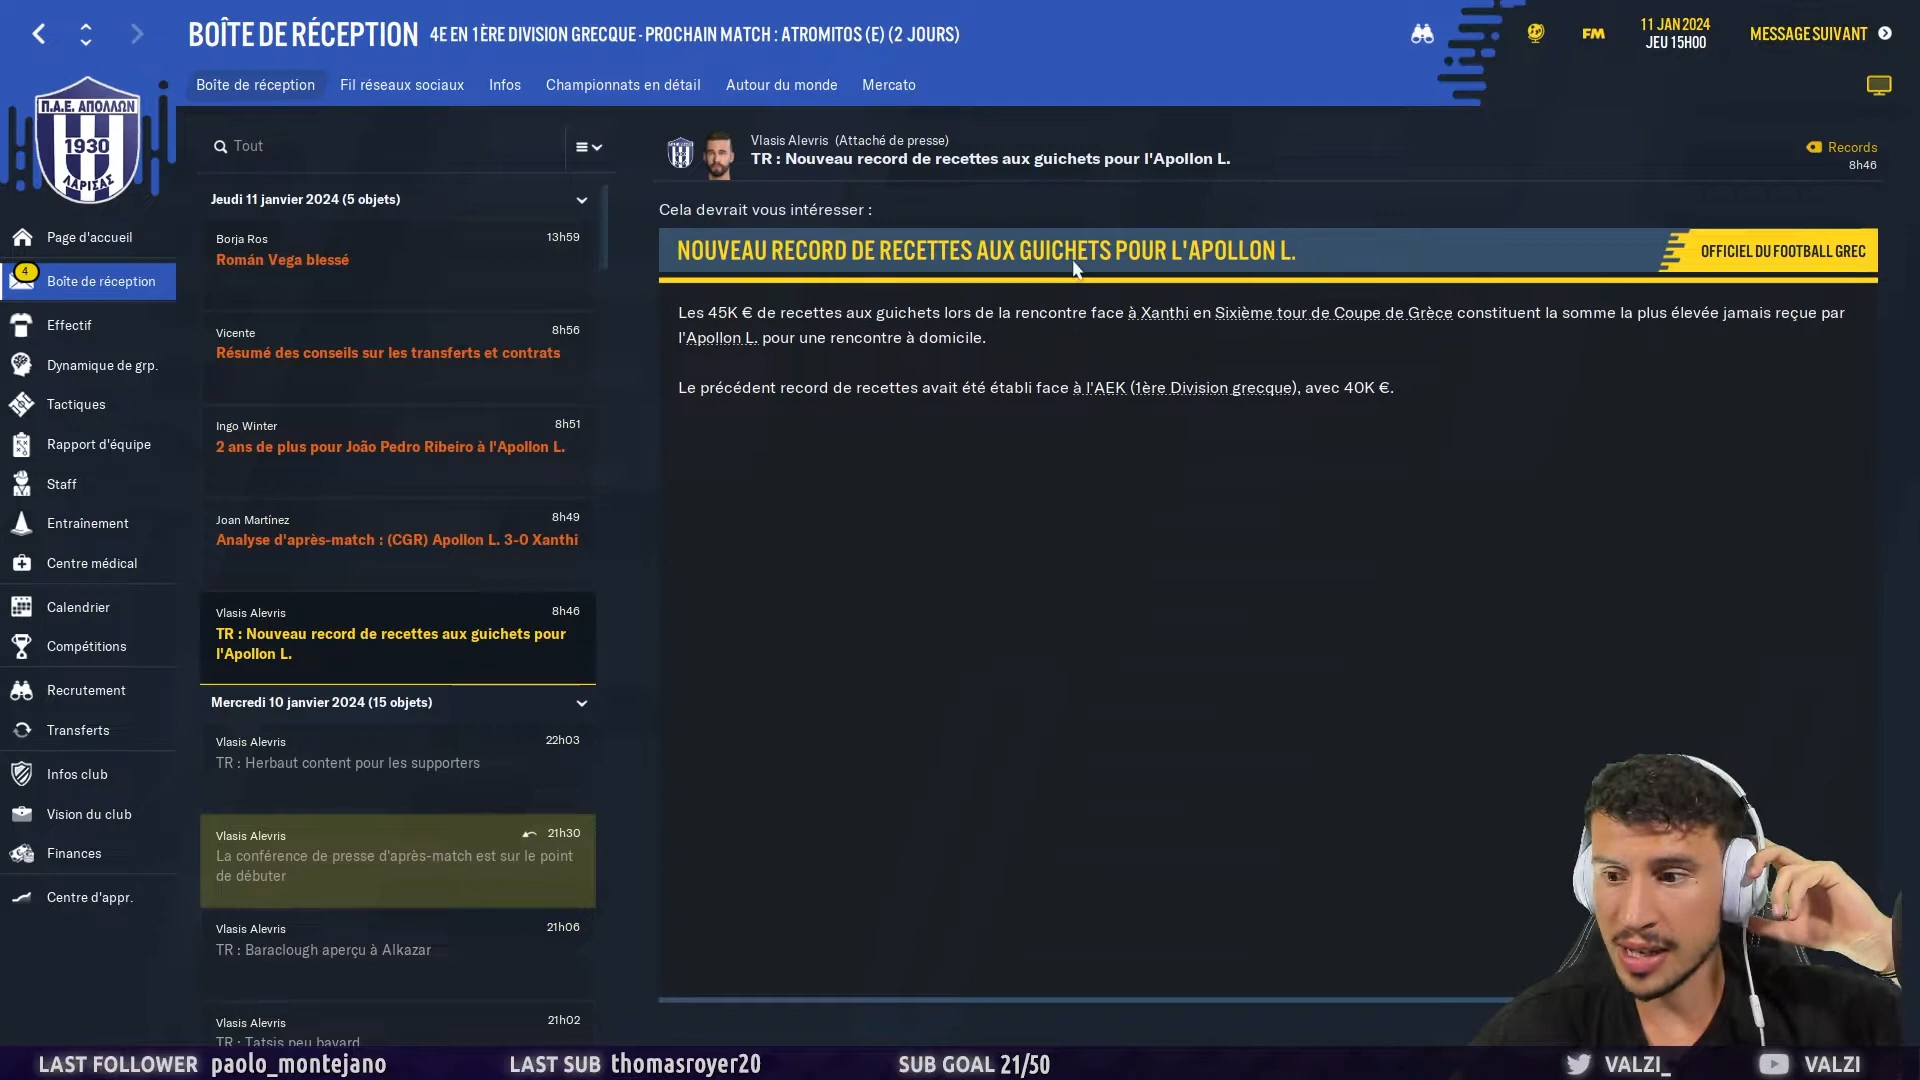 BOÎTE DE RÉCEPTION 4E EN 1ÈRE DIVISION GRECQUE - PROCHAIN MATCH : ATROMITOS (E) (2 JOURS)
FM
11 JAN 2024
JEU 15H00
MESSAGE SUIVANT
Boîte de réception Fil réseaux sociaux Infos Championnats en détail Autour du monde Mercato
Π.Α.Ε. ΑΠΟΛΛΩΝ
1930
ΛΑΡΙΣΑΣ
Page d'accueil
4
Boîte de réception
Effectif
Dynamique de grp.
Tactiques
Rapport d'équipe
Staff
Entraînement
Centre médical
Calendrier
Compétitions
Recrutement
Transferts
Infos club
Vision du club
Finances
Centre d'appr.
Tout
Jeudi 11 janvier 2024 (5 objets)
Borja Ros 13h59
Román Vega blessé
Vicente 8h56
Résumé des conseils sur les transferts et contrats
Ingo Winter 8h51
2 ans de plus pour João Pedro Ribeiro à l'Apollon L.
Joan Martínez 8h49
Analyse d'après-match : (CGR) Apollon L. 3-0 Xanthi
Vlasis Alevris 8h46
TR : Nouveau record de recettes aux guichets pour
l'Apollon L.
Mercredi 10 janvier 2024 (15 objets)
Vlasis Alevris 22h03
TR : Herbaut content pour les supporters
Vlasis Alevris 21h30
La conférence de presse d'après-match est sur le point
de débuter
Vlasis Alevris 21h06
TR : Baraclough aperçu à Alkazar
Vlasis Alevris 21h02
TR : Tatsis peu bavard
Vlasis Alevris (Attaché de presse)
TR : Nouveau record de recettes aux guichets pour l'Apollon L.
Records
8h46
Cela devrait vous intéresser :
NOUVEAU RECORD DE RECETTES AUX GUICHETS POUR L'APOLLON L.
OFFICIEL DU FOOTBALL GREC
Les 45K € de recettes aux guichets lors de la rencontre face à Xanthi en Sixième tour de Coupe de Grèce constituent la somme la plus élevée jamais reçue par
l'Apollon L. pour une rencontre à domicile.
Le précédent record de recettes avait été établi face à l'AEK (1ère Division grecque), avec 40K €.
LAST FOLLOWER paolo_montejano
LAST SUB thomasroyer20
SUB GOAL 21/50
VALZI_
VALZI